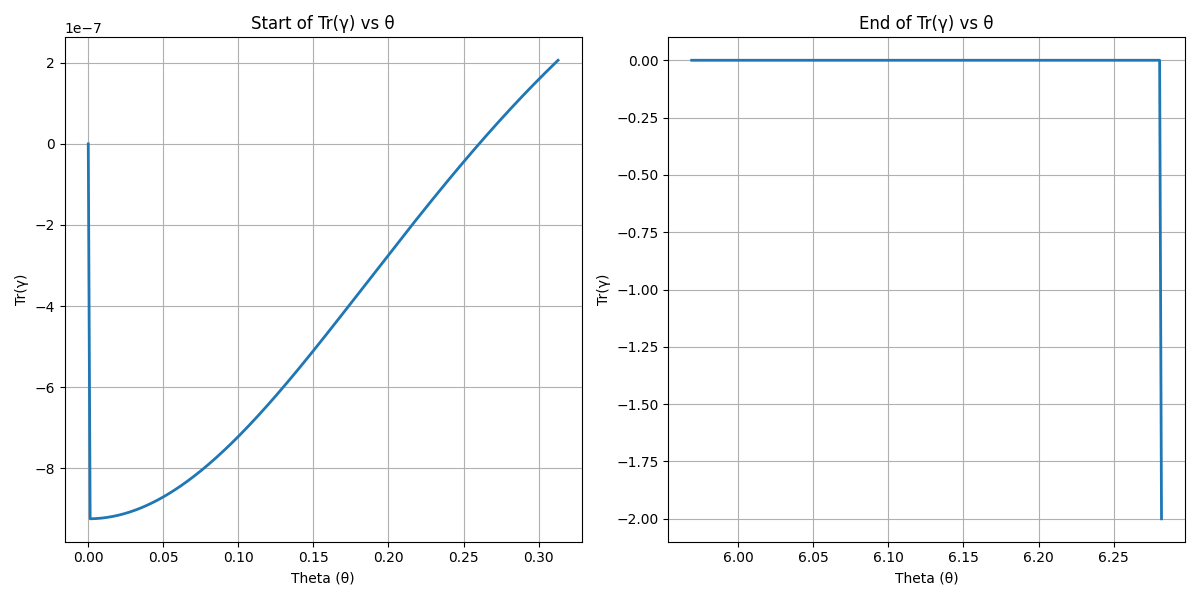 Start of Tr(γ) vs θ
1e−7
2
0
−2
−4
−6
−8
Tr(γ)
0.00 0.05 0.10 0.15 0.20 0.25 0.30
Theta (θ)
End of Tr(γ) vs θ
0.00
−0.25
−0.50
−0.75
−1.00
−1.25
−1.50
−1.75
−2.00
Tr(γ)
6.00 6.05 6.10 6.15 6.20 6.25
Theta (θ)